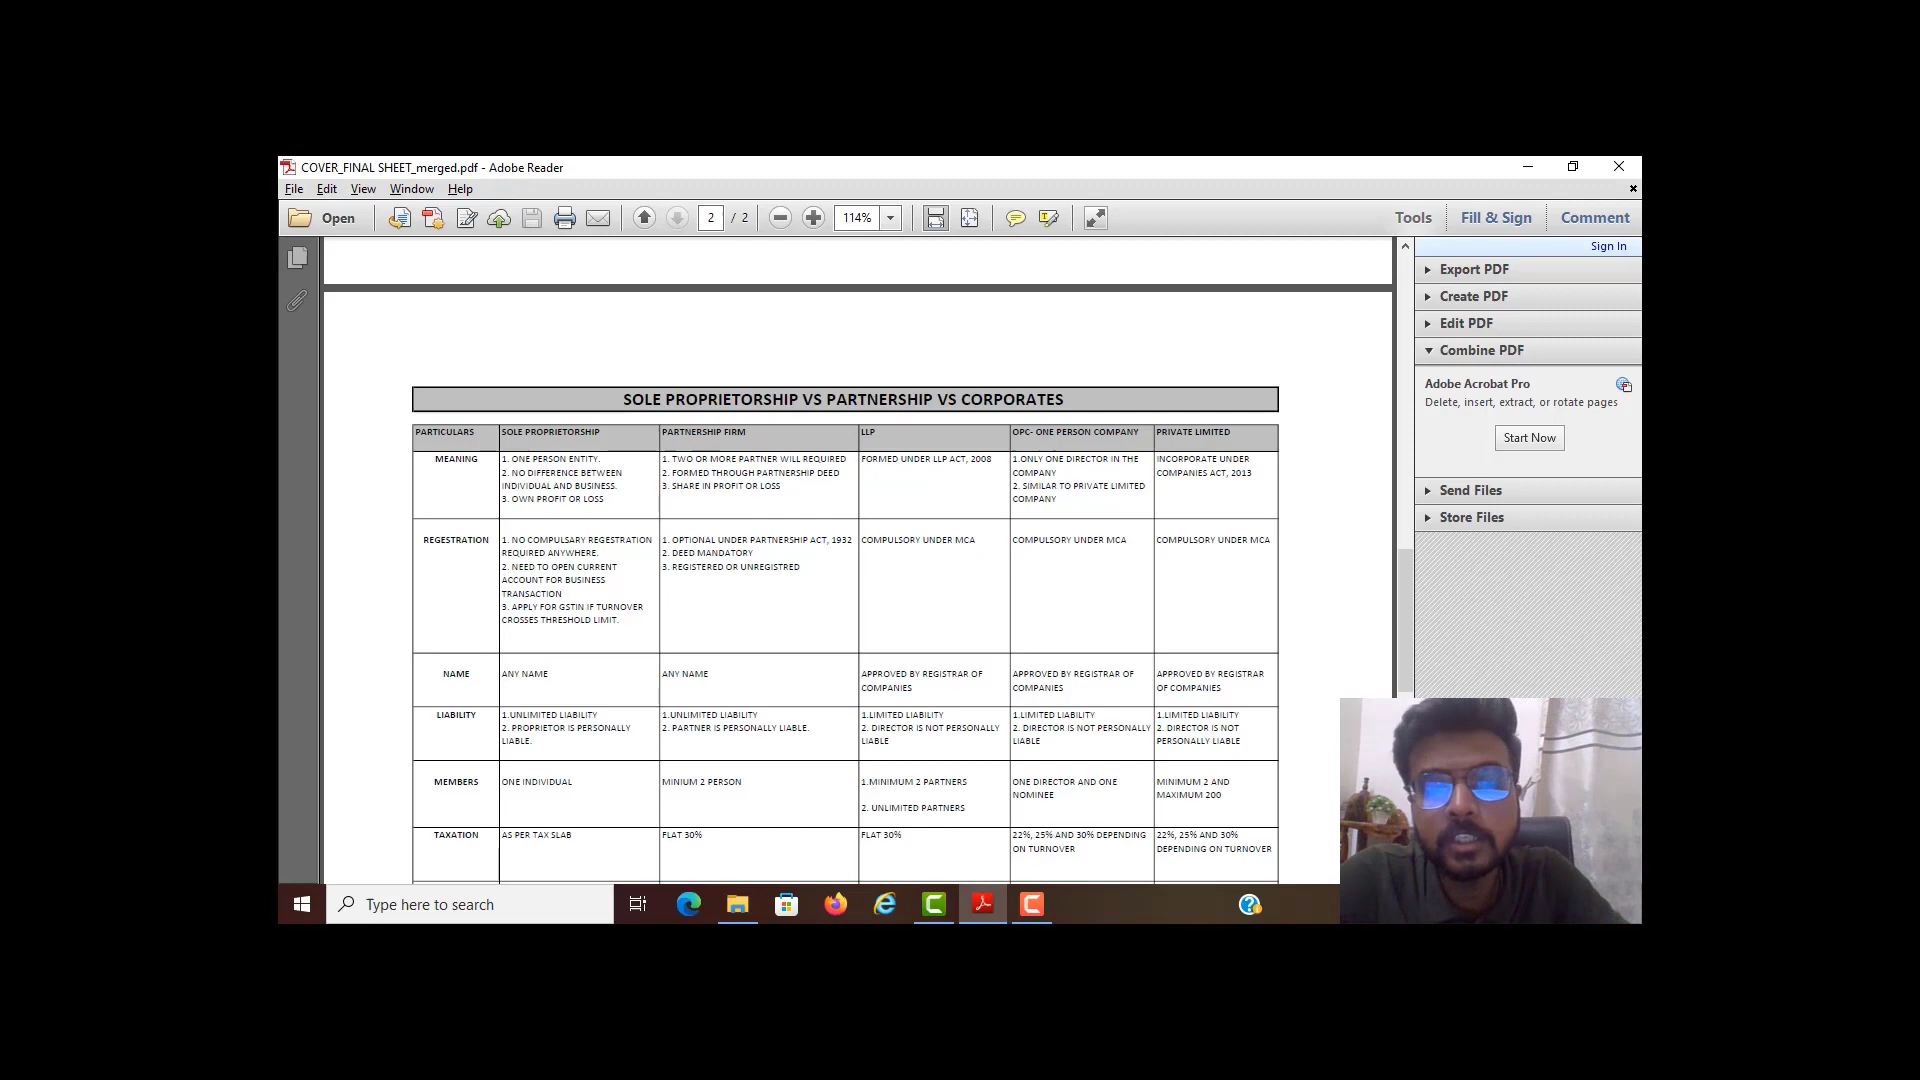 COVER_FINAL SHEET_merged.pdf - Adobe Reader
File Edit View Window Help
Open 2 / 2 114% Tools Fill & Sign Comment
Sign In
Export PDF
Create PDF
Edit PDF
Combine PDF
Adobe Acrobat Pro
Delete, insert, extract, or rotate pages
Start Now
Send Files
Store Files
SOLE PROPRIETORSHIP VS PARTNERSHIP VS CORPORATES
PARTICULARS SOLE PROPRIETORSHIP PARTNERSHIP FIRM LLP OPC- ONE PERSON COMPANY PRIVATE LIMITED
MEANING
1. ONE PERSON ENTITY.
2. NO DIFFERENCE BETWEEN
INDIVIDUAL AND BUSINESS.
3. OWN PROFIT OR LOSS
1. TWO OR MORE PARTNER WILL REQUIRED
2. FORMED THROUGH PARTNERSHIP DEED
3. SHARE IN PROFIT OR LOSS
FORMED UNDER LLP ACT, 2008
1.ONLY ONE DIRECTOR IN THE
COMPANY
2. SIMILAR TO PRIVATE LIMITED
COMPANY
INCORPORATE UNDER
COMPANIES ACT, 2013
REGESTRATION
1. NO COMPULSARY REGESTRATION
REQUIRED ANYWHERE.
2. NEED TO OPEN CURRENT
ACCOUNT FOR BUSINESS
TRANSACTION
3. APPLY FOR GSTIN IF TURNOVER
CROSSES THRESHOLD LIMIT.
1. OPTIONAL UNDER PARTNERSHIP ACT, 1932
2. DEED MANDATORY
3. REGISTERED OR UNREGISTRED
COMPULSORY UNDER MCA
COMPULSORY UNDER MCA
COMPULSORY UNDER MCA
NAME
ANY NAME
ANY NAME
APPROVED BY REGISTRAR OF
COMPANIES
APPROVED BY REGISTRAR OF
COMPANIES
APPROVED BY REGISTRAR
OF COMPANIES
LIABILITY
1.UNLIMITED LIABILITY
2. PROPRIETOR IS PERSONALLY
LIABLE.
1.UNLIMITED LIABILITY
2. PARTNER IS PERSONALLY LIABLE.
1.LIMITED LIABILITY
2. DIRECTOR IS NOT PERSONALLY
LIABLE
1.LIMITED LIABILITY
2. DIRECTOR IS NOT PERSONALLY
LIABLE
1.LIMITED LIABILITY
2. DIRECTOR IS NOT
PERSONALLY LIABLE
MEMBERS
ONE INDIVIDUAL
MINIUM 2 PERSON
1.MINIMUM 2 PARTNERS
2. UNLIMITED PARTNERS
ONE DIRECTOR AND ONE
NOMINEE
MINIMUM 2 AND
MAXIMUM 200
TAXATION
AS PER TAX SLAB
FLAT 30%
FLAT 30%
22%, 25% AND 30% DEPENDING
ON TURNOVER
22%, 25% AND 30%
DEPENDING ON TURNOVER
Type here to search